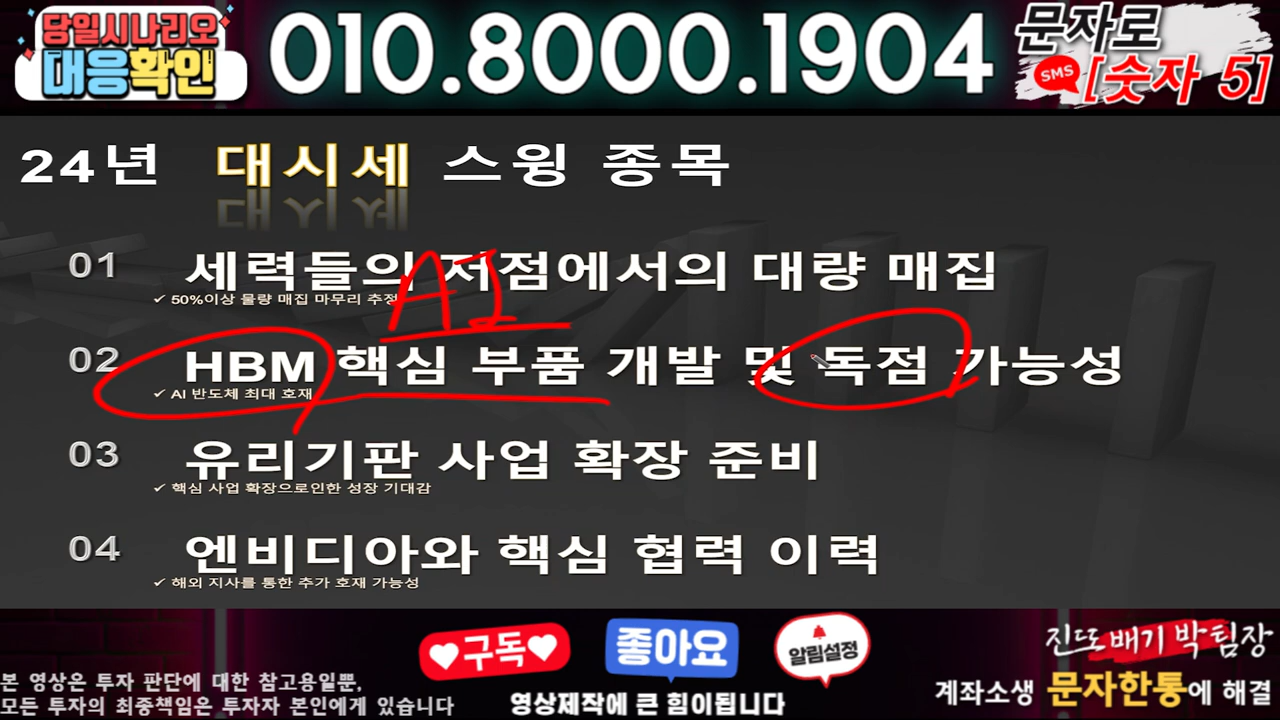 당일시나리오
대응확인
010.8000.1904
문자로
SMS [숫자 5]
24년 대시세 스윙 종목
01 세력들의 저점에서의 대량 매집
✓ 50%이상 물량 매집 마무리 추정
AI
02 HBM 핵심 부품 개발 및 독점 가능성
✓ AI 반도체 최대 호재
03 유리기판 사업 확장 준비
✓ 핵심 사업 확장으로인한 성장 기대감
04 엔비디아와 핵심 협력 이력
✓ 해외 지사를 통한 추가 호재 가능성
본 영상은 투자 판단에 대한 참고용일뿐,
모든 투자의 최종책임은 투자자 본인에게 있습니다
구독
좋아요
알림설정
영상제작에 큰 힘이됩니다
진또배기 박팀장
계좌소생 문자한통에 해결